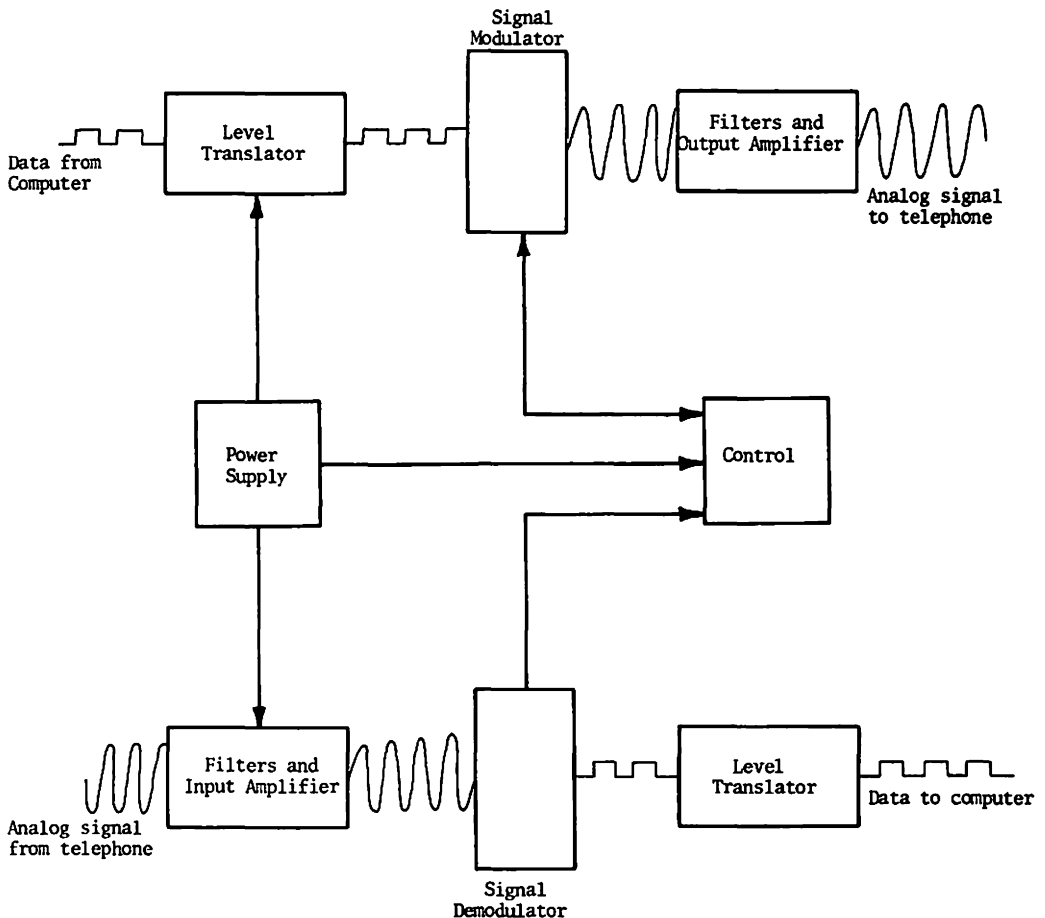 Signal
Modulator
Level
Translator
Filters and
Output Amplifier
Data from
Computer
Analog signal
to telephone
Power
Supply
Control
Filters and
Input Amplifier
Level
Translator
Analog signal
from telephone
Data to computer
Signal
Demodulator